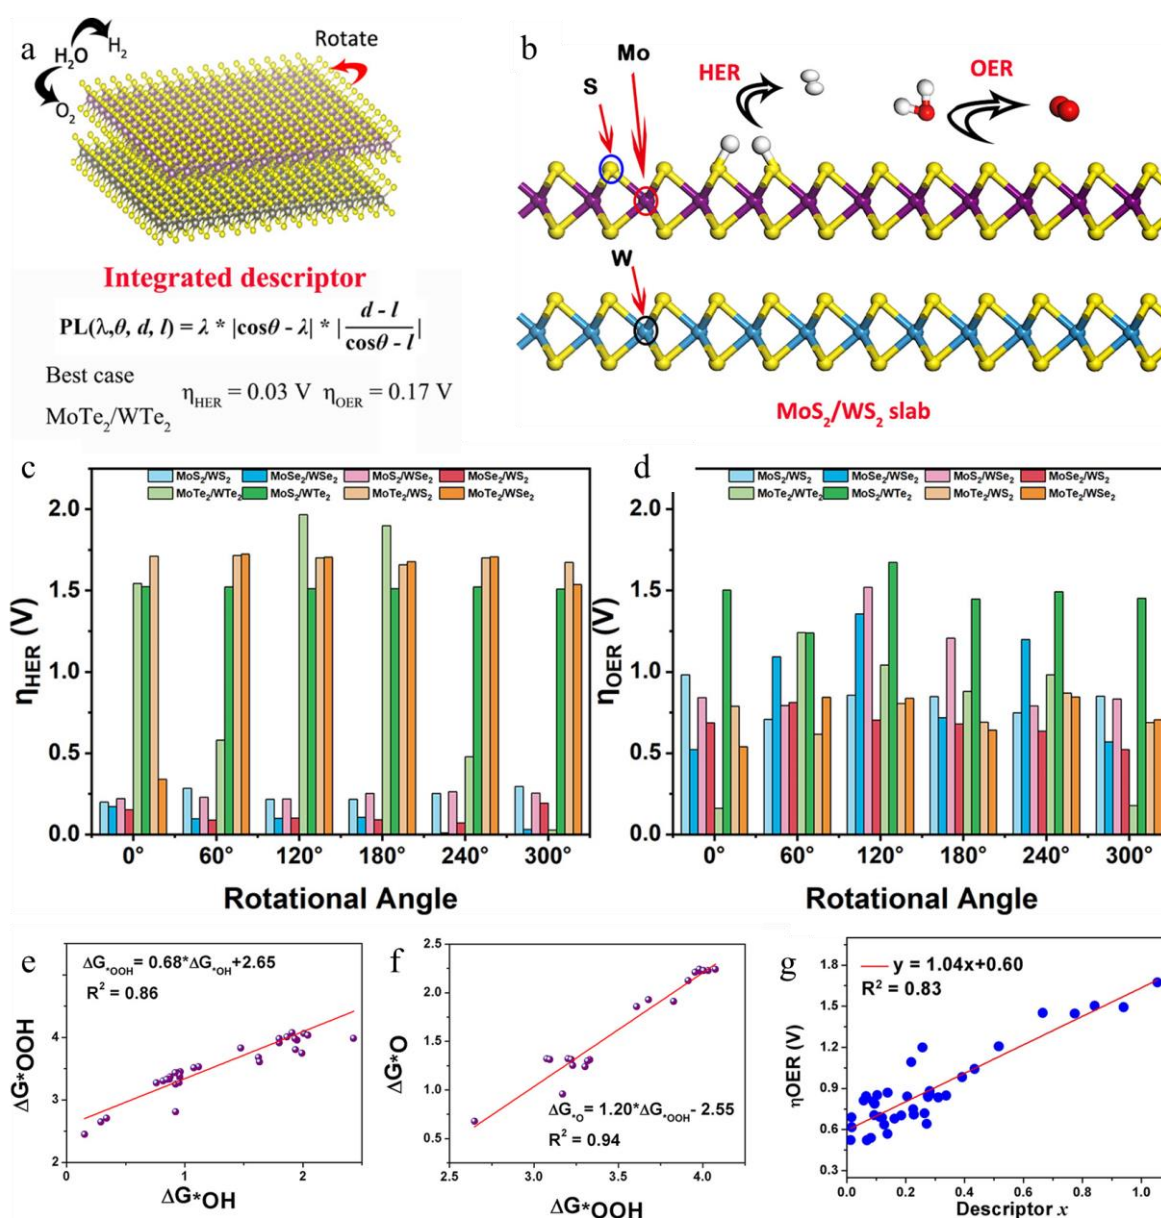 a
H₂O
H₂
O₂
Rotate
Integrated descriptor
PL(λ,θ, d, l) = λ * |cosθ - λ| * |d - l / cosθ - l|
Best case
MoTe₂/WTe₂
η_HER = 0.03 V η_OER = 0.17 V
b
Mo
S
HER
OER
W
MoS₂/WS₂ slab
c
MoS₂/WS₂ MoSe₂/WSe₂ MoS₂/WSe₂ MoSe₂/WS₂
MoTe₂/WTe₂ MoS₂/WTe₂ MoTe₂/WS₂ MoTe₂/WSe₂
η_HER (V)
2.0
1.5
1.0
0.5
0.0
0° 60° 120° 180° 240° 300°
Rotational Angle
d
MoS₂/WS₂ MoSe₂/WSe₂ MoS₂/WSe₂ MoSe₂/WS₂
MoTe₂/WTe₂ MoS₂/WTe₂ MoTe₂/WS₂ MoTe₂/WSe₂
η_OER (V)
2.0
1.5
1.0
0.5
0.0
0° 60° 120° 180° 240° 300°
Rotational Angle
e
ΔG*OOH = 0.68*ΔG*OH+2.65
R² = 0.86
ΔG*OOH
4
3
2
0 1 2
ΔG*OH
f
ΔG*O = 1.20*ΔG*OOH - 2.55
R² = 0.94
ΔG*O
2.5
2.0
1.5
1.0
0.5
2.5 3.0 3.5 4.0
ΔG*OOH
g
y = 1.04x+0.60
R² = 0.83
ηOER (V)
1.8
1.5
1.2
0.9
0.6
0.3
0.0 0.2 0.4 0.6 0.8 1.0
Descriptor x